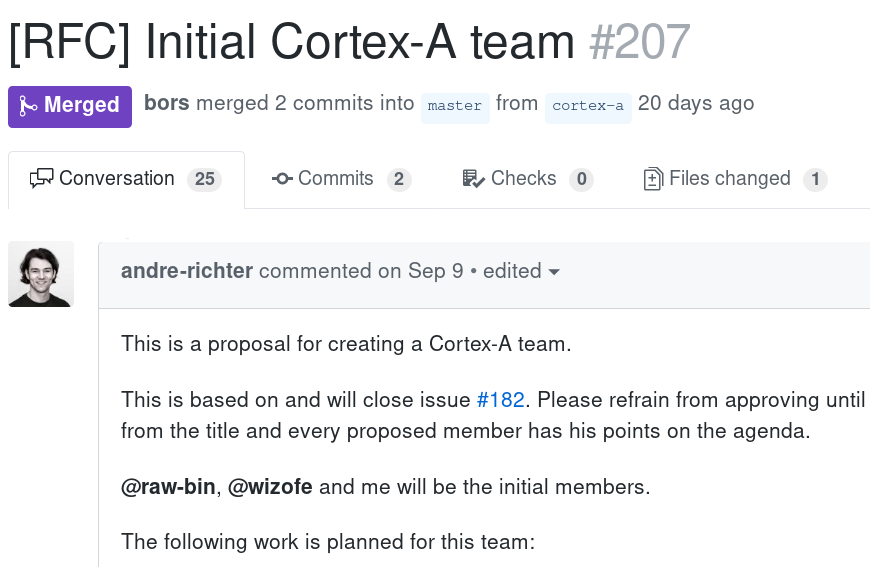 [RFC] Initial Cortex-A team #207
Merged bors merged 2 commits into master from cortex-a 20 days ago
Conversation 25 Commits 2 Checks 0 Files changed 1
andre-richter commented on Sep 9 • edited
This is a proposal for creating a Cortex-A team.
This is based on and will close issue #182. Please refrain from approving until
from the title and every proposed member has his points on the agenda.
@raw-bin, @wizofe and me will be the initial members.
The following work is planned for this team: